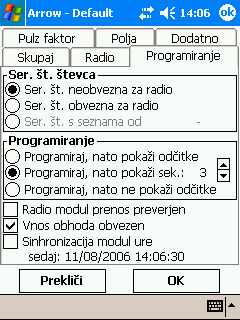 Arrow - Default 14:06 ok
Pulz faktor Polja Dodatno
Skupaj Radio Programiranje
Ser. št. števca
Ser. št. neobvezna za radio
Ser. št. obvezna za radio
Ser. št. s seznama od -
Programiranje
Programiraj, nato pokaži odčitke
Programiraj, nato pokaži sek.: 3
Programiraj, nato ne pokaži odčitke
Radio modul prenos preverjen
Vnos obhoda obvezen
Sinhronizacija modul ure
sedaj: 11/08/2006 14:06:30
Prekliči OK